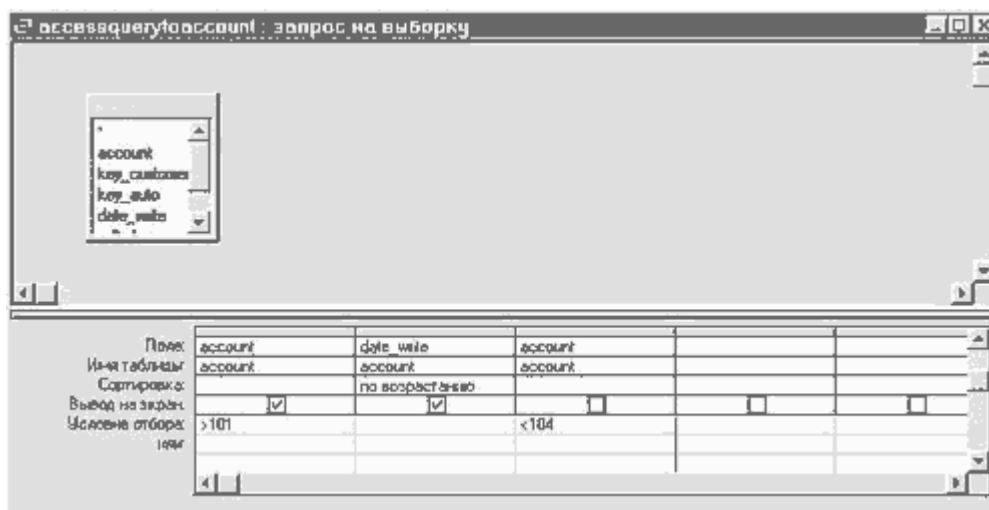 accessquerytoaccount : запрос на выборку
*
account
key_customer
key_auto
date_write
Поле: account date_write account
Имя таблицы: account account account
Сортировка: по возрастанию
Вывод на экран:
Условие отбора: >101 <104
или: